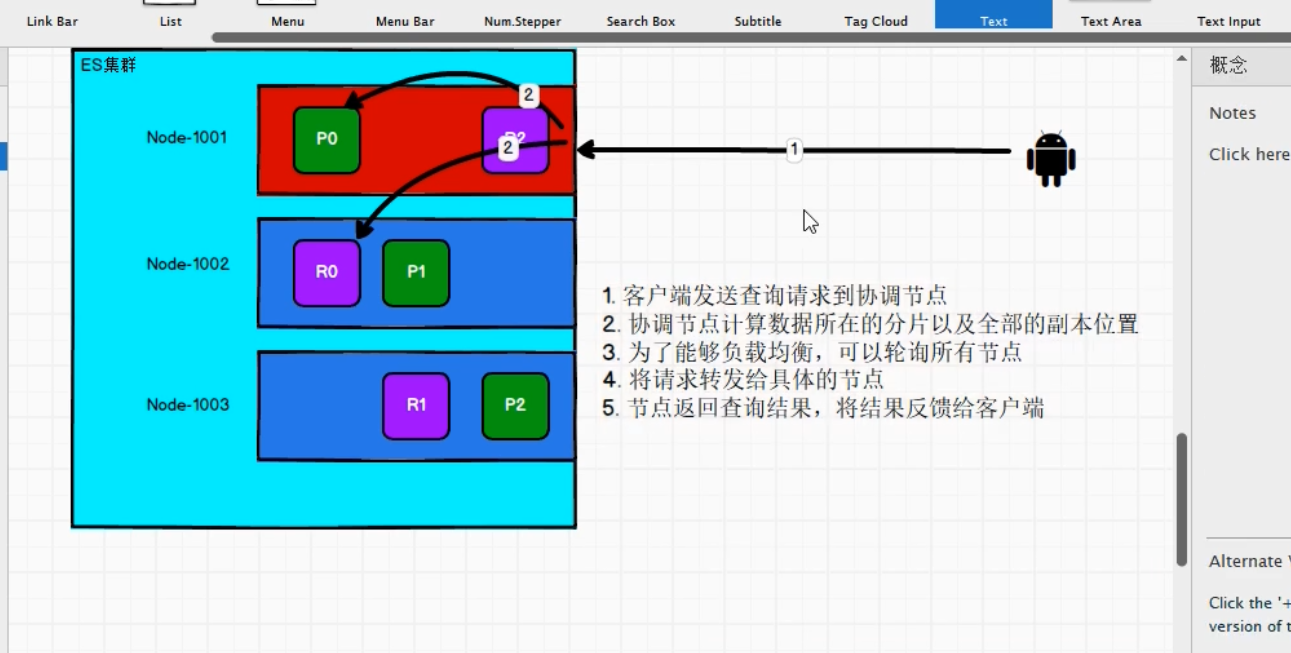 Link Bar
List
Menu
Menu Bar
Num.Stepper
Search Box
Subtitle
Tag Cloud
Text
Text Area
Text Input
ES集群
概念
Notes
Click here
Node-1001
P0
2
2
1
Node-1002
R0
P1
Node-1003
R1
P2
1. 客户端发送查询请求到协调节点
2. 协调节点计算数据所在的分片以及全部的副本位置
3. 为了能够负载均衡，可以轮询所有节点
4. 将请求转发给具体的节点
5. 节点返回查询结果，将结果反馈给客户端
Alternate
Click the '+
version of